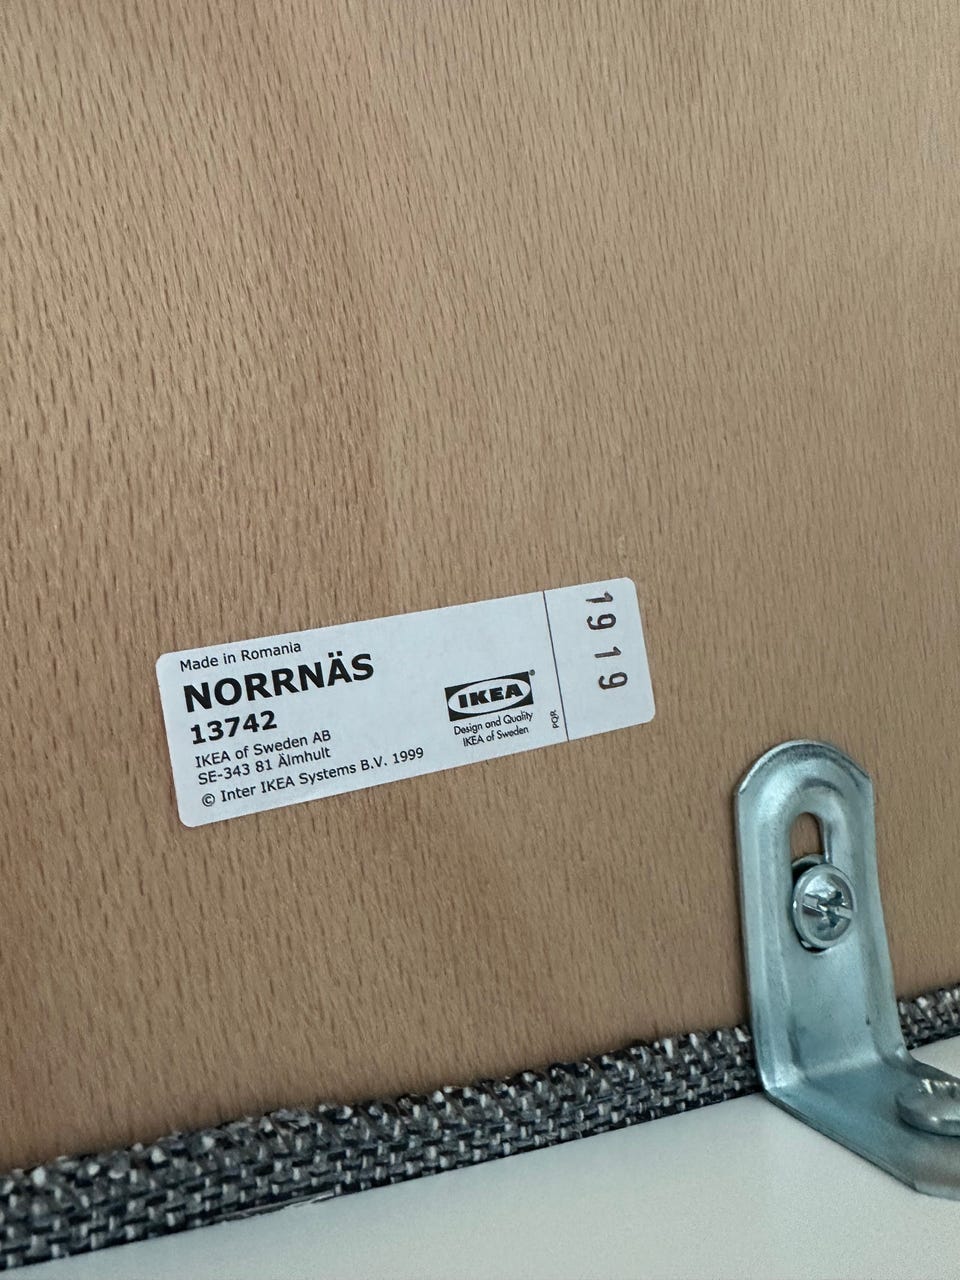 Made in Romania
NORRNÄS
13742
IKEA of Sweden AB
SE-343 81 Älmhult
© Inter IKEA Systems B.V. 1999
IKEA®
Design and Quality
IKEA of Sweden
PQR
1919